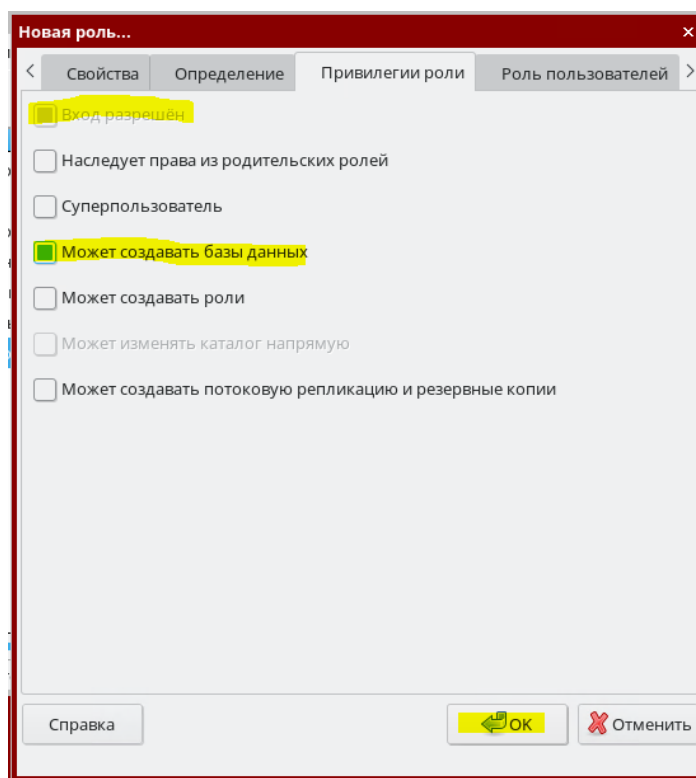 Новая роль...
Свойства Определение Привилегии роли Роль пользователей
Вход разрешён
Наследует права из родительских ролей
Суперпользователь
Может создавать базы данных
Может создавать роли
Может изменять каталог напрямую
Может создавать потоковую репликацию и резервные копии
Справка OK Отменить